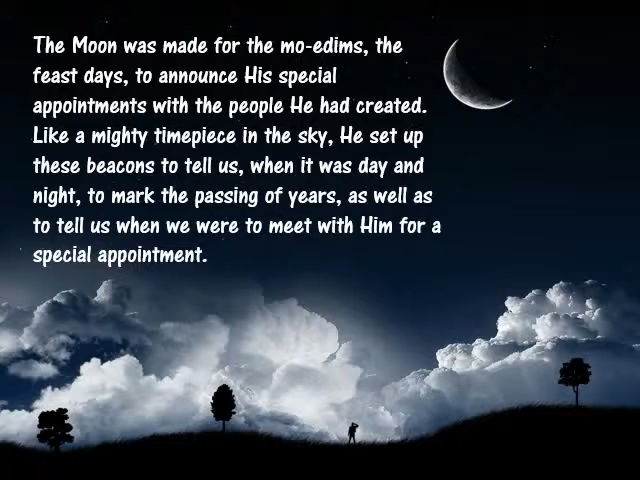 The Moon was made for the mo-edims, the
feast days, to announce His special
appointments with the people He had created.
Like a mighty timepiece in the sky, He set up
these beacons to tell us, when it was day and
night, to mark the passing of years, as well as
to tell us when we were to meet with Him for a
special appointment.